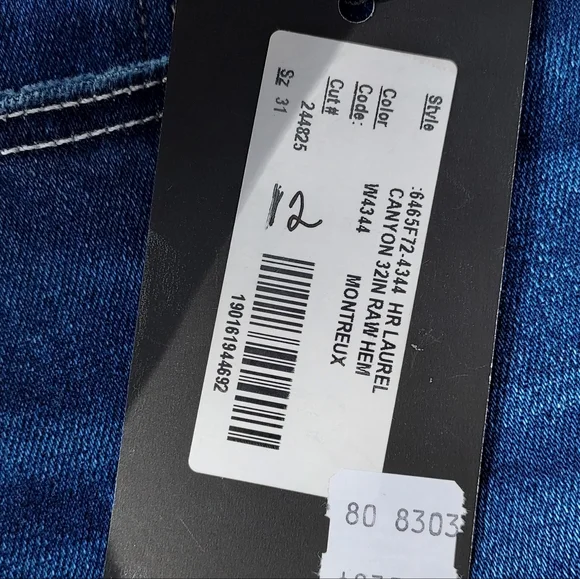 Style :6465F72-4344 HR LAUREL
CANYON 32IN RAW HEM
Color MONTREUX
Code: W4344
Cut# 244825
Sz 31
2
190161944692
80 8303